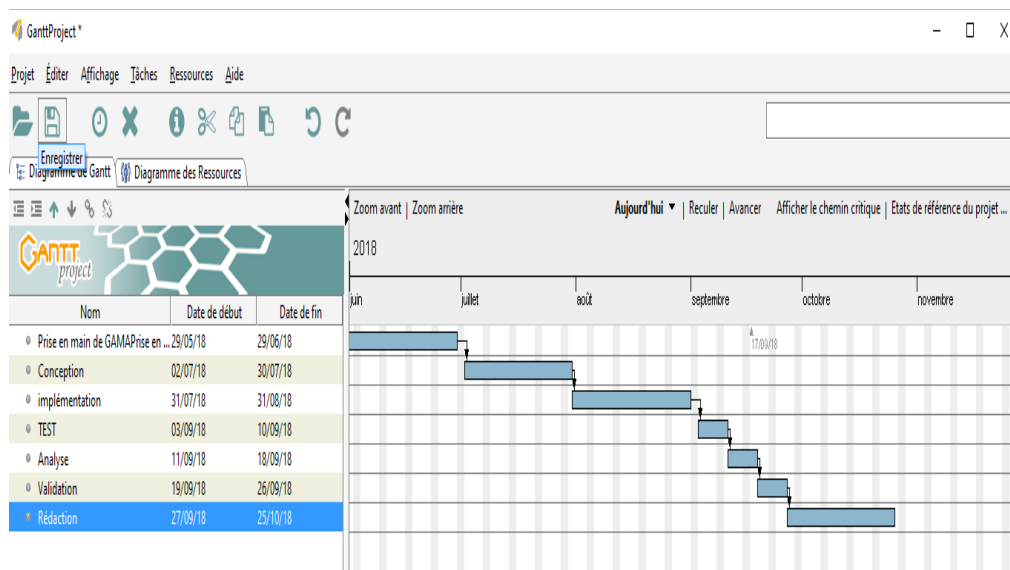 GanttProject *
Projet Éditer Affichage Tâches Ressources Aide
Enregistrer
Diagramme de Gantt Diagramme des Ressources
Zoom avant | Zoom arrière Aujourd'hui ▼ | Reculer | Avancer Afficher le chemin critique | Etats de référence du projet ...
GANTT project
2018
juin juillet août septembre octobre novembre
Nom Date de début Date de fin
Prise en main de GAMAPrise en ... 29/05/18 29/06/18
17/09/18
Conception 02/07/18 30/07/18
implémentation 31/07/18 31/08/18
TEST 03/09/18 10/09/18
Analyse 11/09/18 18/09/18
Validation 19/09/18 26/09/18
Rédaction 27/09/18 25/10/18